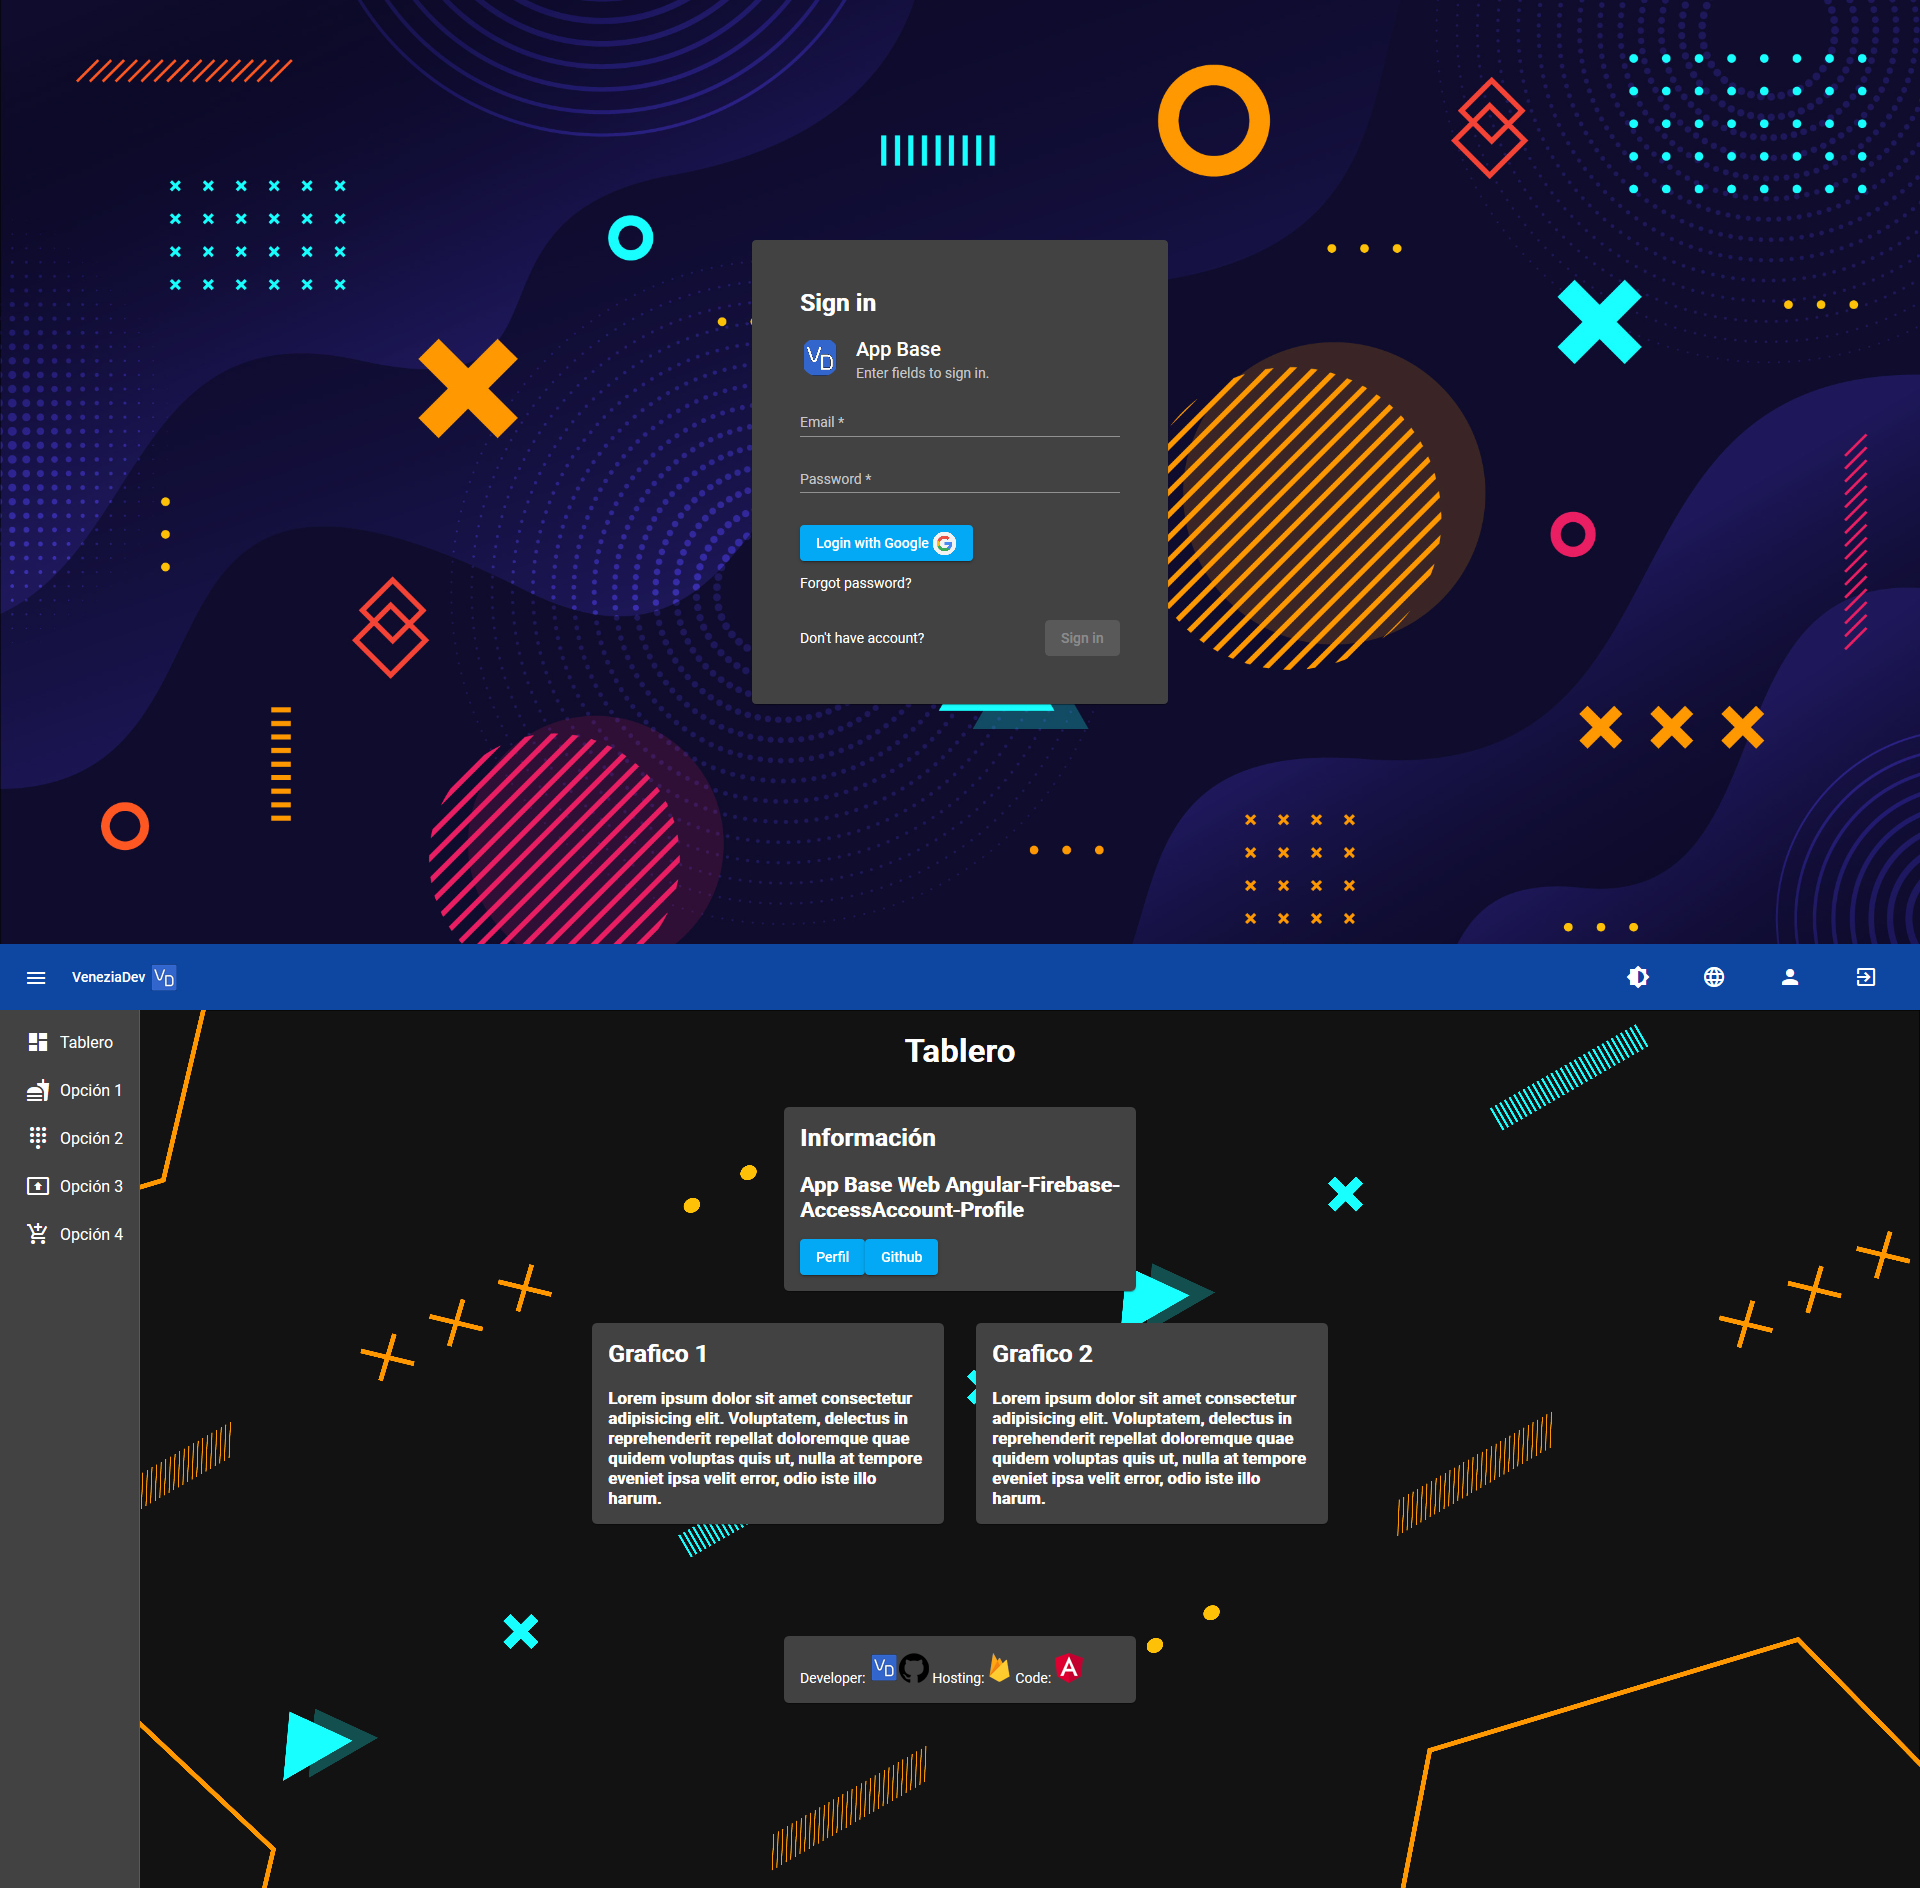 Sign in
VD
App Base
Enter fields to sign in.
Email *
Password *
Login with Google G
Forgot password?
Don't have account?
Sign in
VeneziaDev VD
Tablero
Opción 1
Opción 2
Opción 3
Opción 4
Tablero
Información
App Base Web Angular-Firebase-
AccessAccount-Profile
Perfil
Github
Grafico 1
Lorem ipsum dolor sit amet consectetur
adipisicing elit. Voluptatem, delectus in
reprehenderit repellat doloremque quae
quidem voluptas quis ut, nulla at tempore
eveniet ipsa velit error, odio iste illo
harum.
Grafico 2
Lorem ipsum dolor sit amet consectetur
adipisicing elit. Voluptatem, delectus in
reprehenderit repellat doloremque quae
quidem voluptas quis ut, nulla at tempore
eveniet ipsa velit error, odio iste illo
harum.
Developer: VD Hosting: Code: A